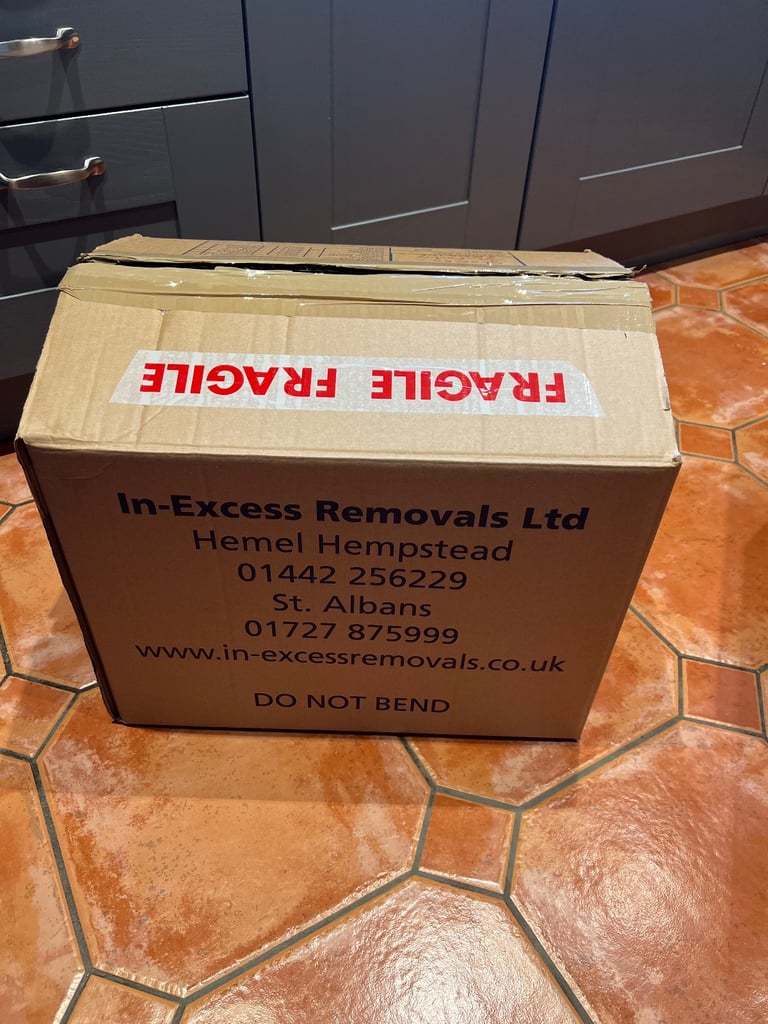 FRAGILE FRAGILE
In-Excess Removals Ltd
Hemel Hempstead
01442 256229
St. Albans
01727 875999
www.in-excessremovals.co.uk
DO NOT BEND